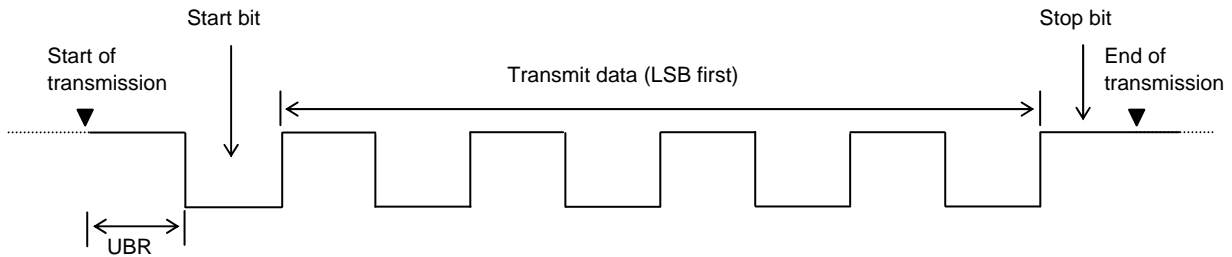 Start bit
Stop bit
Start of
transmission
End of
transmission
Transmit data (LSB first)
UBR